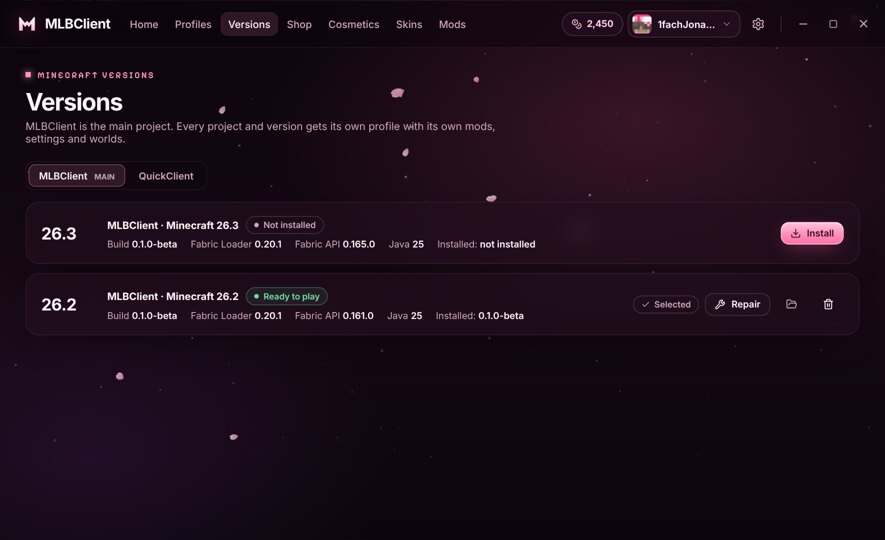 MLBClient Home Profiles Versions Shop Cosmetics Skins Mods 2,450 1fachJona...
MINECRAFT VERSIONS
Versions
MLBClient is the main project. Every project and version gets its own profile with its own mods,
settings and worlds.
MLBClient MAIN QuickClient
26.3 MLBClient · Minecraft 26.3 Not installed
Build 0.1.0-beta Fabric Loader 0.20.1 Fabric API 0.165.0 Java 25 Installed: not installed Install
26.2 MLBClient · Minecraft 26.2 Ready to play
Build 0.1.0-beta Fabric Loader 0.20.1 Fabric API 0.161.0 Java 25 Installed: 0.1.0-beta Selected Repair